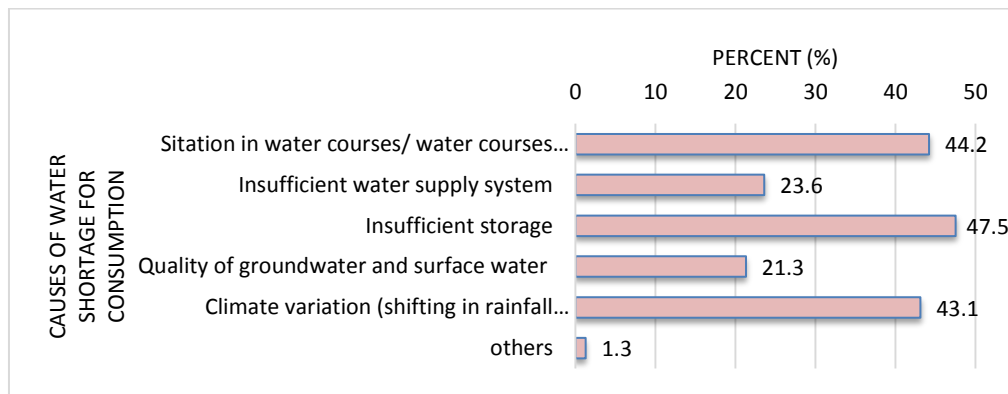 PERCENT (%)
0 10 20 30 40 50
CAUSES OF WATER
SHORTAGE FOR
CONSUMPTION
Sitation in water courses/ water courses... 44.2
Insufficient water supply system 23.6
Insufficient storage 47.5
Quality of groundwater and surface water 21.3
Climate variation (shifting in rainfall... 43.1
others 1.3